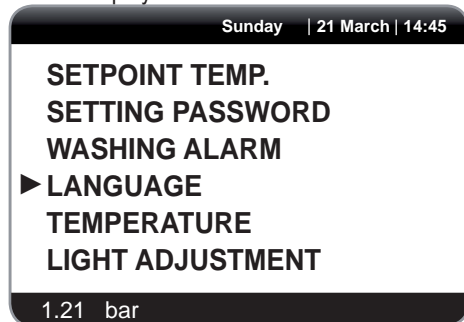 Sunday | 21 March | 14:45
SETPOINT TEMP.
SETTING PASSWORD
WASHING ALARM
LANGUAGE
TEMPERATURE
LIGHT ADJUSTMENT
1.21 bar